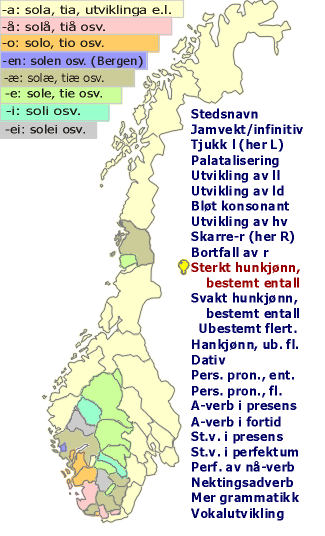 -a: sola, tia, utviklinga e.l.
-å: solå, tiå osv.
-o: solo, tio osv.
-en: solen osv. (Bergen)
-æ: solæ, tiæ osv.
-e: sole, tie osv.
-i: soli osv.
-ei: solei osv.
Stedsnavn
Jamvekt/infinitiv
Tjukk l (her L)
Palatalisering
Utvikling av ll
Utvikling av ld
Bløt konsonant
Utvikling av hv
Skarre-r (her R)
Bortfall av r
Sterkt hunkjønn,
bestemt entall
Svakt hunkjønn,
bestemt entall
Ubestemt flert.
Hankjønn, ub. fl.
Dativ
Pers. pron., ent.
Pers. pron., fl.
A-verb i presens
A-verb i fortid
St.v. i presens
St.v. i perfektum
Perf. av nå-verb
Nektingsadverb
Mer grammatikk
Vokalutvikling